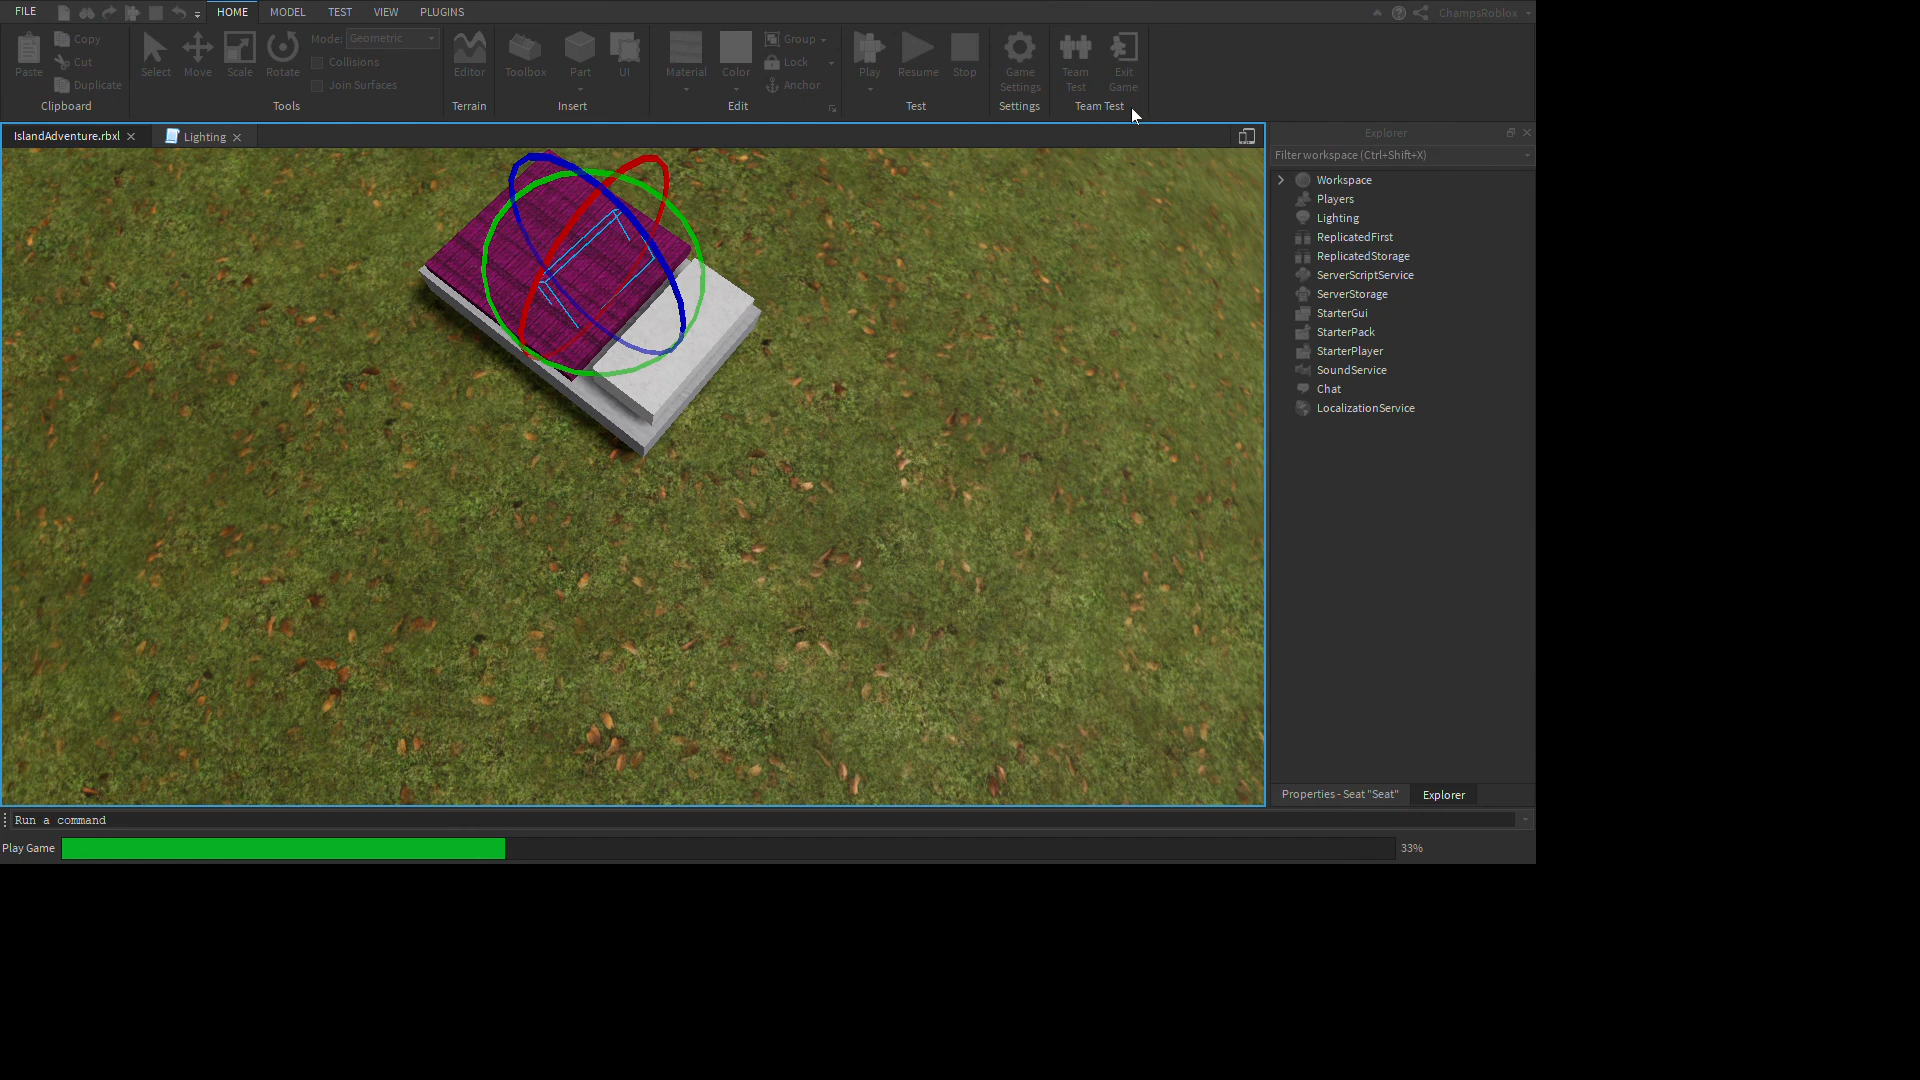 FILE
HOME
MODEL
TEST
VIEW
PLUGINS
ChampsRoblox
Paste
Copy
Cut
Duplicate
Clipboard
Select
Move
Scale
Rotate
Mode: Geometric
Collisions
Join Surfaces
Tools
Editor
Terrain
Toolbox
Part
UI
Insert
Material
Color
Group
Lock
Anchor
Edit
Play
Resume
Stop
Test
Game
Settings
Settings
Team
Test
Exit
Game
Team Test
IslandAdventure.rbxl
Lighting
Explorer
Filter workspace (Ctrl+Shift+X)
Workspace
Players
Lighting
ReplicatedFirst
ReplicatedStorage
ServerScriptService
ServerStorage
StarterGui
StarterPack
StarterPlayer
SoundService
Chat
LocalizationService
Properties - Seat "Seat"
Explorer
Run a command
Play Game
33%